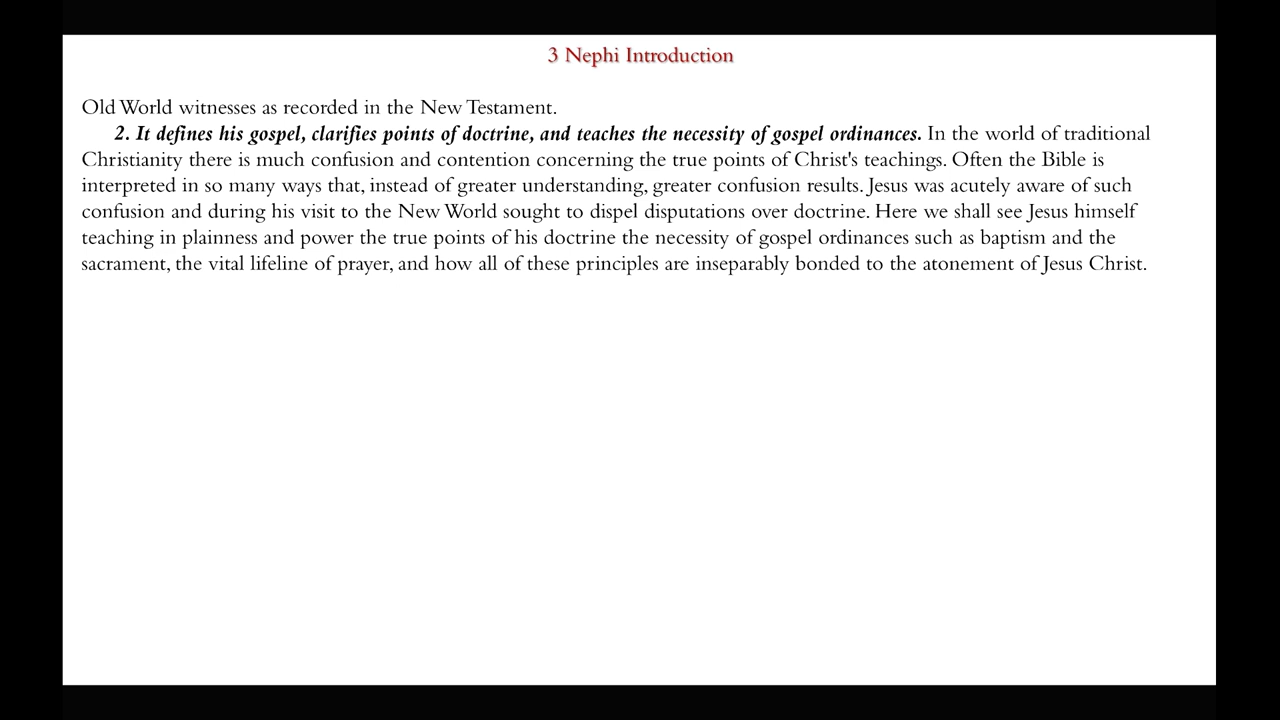 3 Nephi Introduction
Old World witnesses as recorded in the New Testament.
2. It defines his gospel, clarifies points of doctrine, and teaches the necessity of gospel ordinances. In the world of traditional
Christianity there is much confusion and contention concerning the true points of Christ's teachings. Often the Bible is
interpreted in so many ways that, instead of greater understanding, greater confusion results. Jesus was acutely aware of such
confusion and during his visit to the New World sought to dispel disputations over doctrine. Here we shall see Jesus himself
teaching in plainness and power the true points of his doctrine the necessity of gospel ordinances such as baptism and the
sacrament, the vital lifeline of prayer, and how all of these principles are inseparably bonded to the atonement of Jesus Christ.